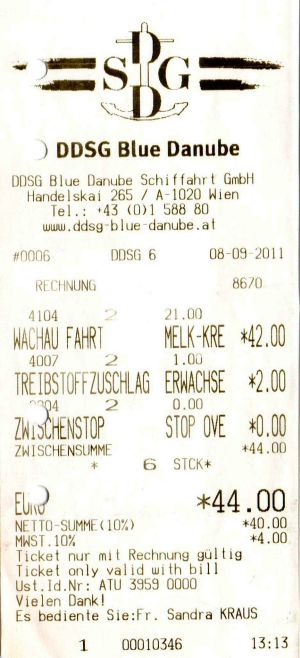 D
S G
D
DDSG Blue Danube
DDSG Blue Danube Schiffahrt GmbH
Handelskai 265 / A-1020 Wien
Tel.: +43 (0)1 588 80
www.ddsg-blue-danube.at
#0006 DDSG 6 08-09-2011
RECHNUNG 8670
4104 2 21.00
WACHAU FAHRT MELK-KRE *42.00
4007 2 1.00
TREIBSTOFFZUSCHLAG ERWACHSE *2.00
2 0.00
ZWISCHENSTOP STOP OVE *0.00
ZWISCHENSUMME *44.00
* 6 STCK*
EURO *44.00
NETTO-SUMME(10%) *40.00
MWST.10% *4.00
Ticket nur mit Rechnung gültig
Ticket only valid with bill
Ust.Id.Nr: ATU 3959 0000
Vielen Dank!
Es bediente Sie:Fr. Sandra KRAUS
1 00010346 13:13